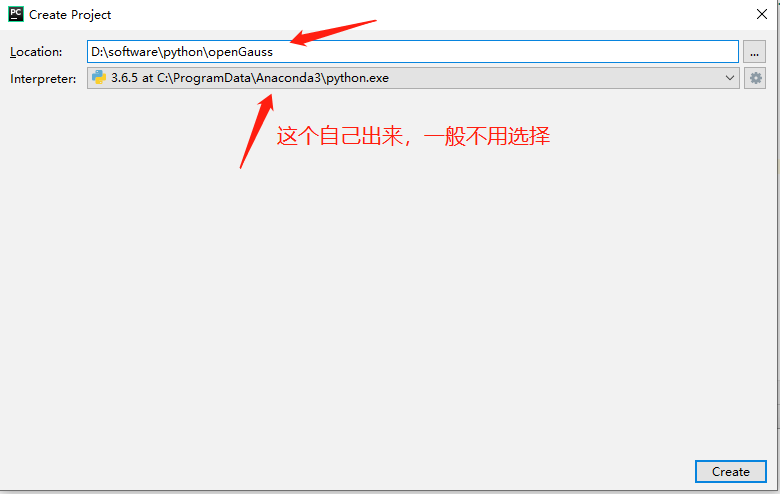 PC Create Project
Location: D:\software\python\openGauss ...
Interpreter: 3.6.5 at C:\ProgramData\Anaconda3\python.exe
这个自己出来，一般不用选择
Create